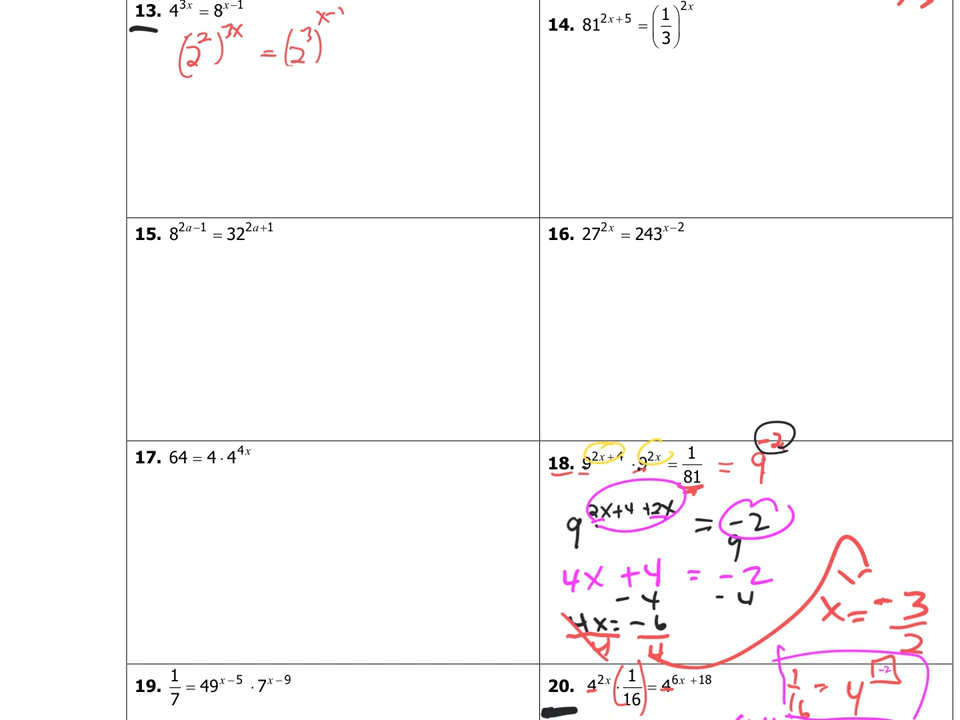 13. 4^{3x} = 8^{x-1}
(2^2)^{3x} = (2^3)^{x-1}
14. 81^{2x+5} = (1/3)^{2x}
15. 8^{2a-1} = 32^{2a+1}
16. 27^{2x} = 243^{x-2}
17. 64 = 4 · 4^{4x}
18. 9^{2x+4} · 9^{2x} = 1/81 = 9^{-2}
9^{2x+4+2x} = 9^{-2}
4x + 4 = -2
- 4 - 4
4x = -6
4 4
x = -3/2
19. 1/7 = 49^{x-5} · 7^{x-9}
20. 4^{2x} · (1/16) = 4^{6x+18}
1/16 = 4^{-2}